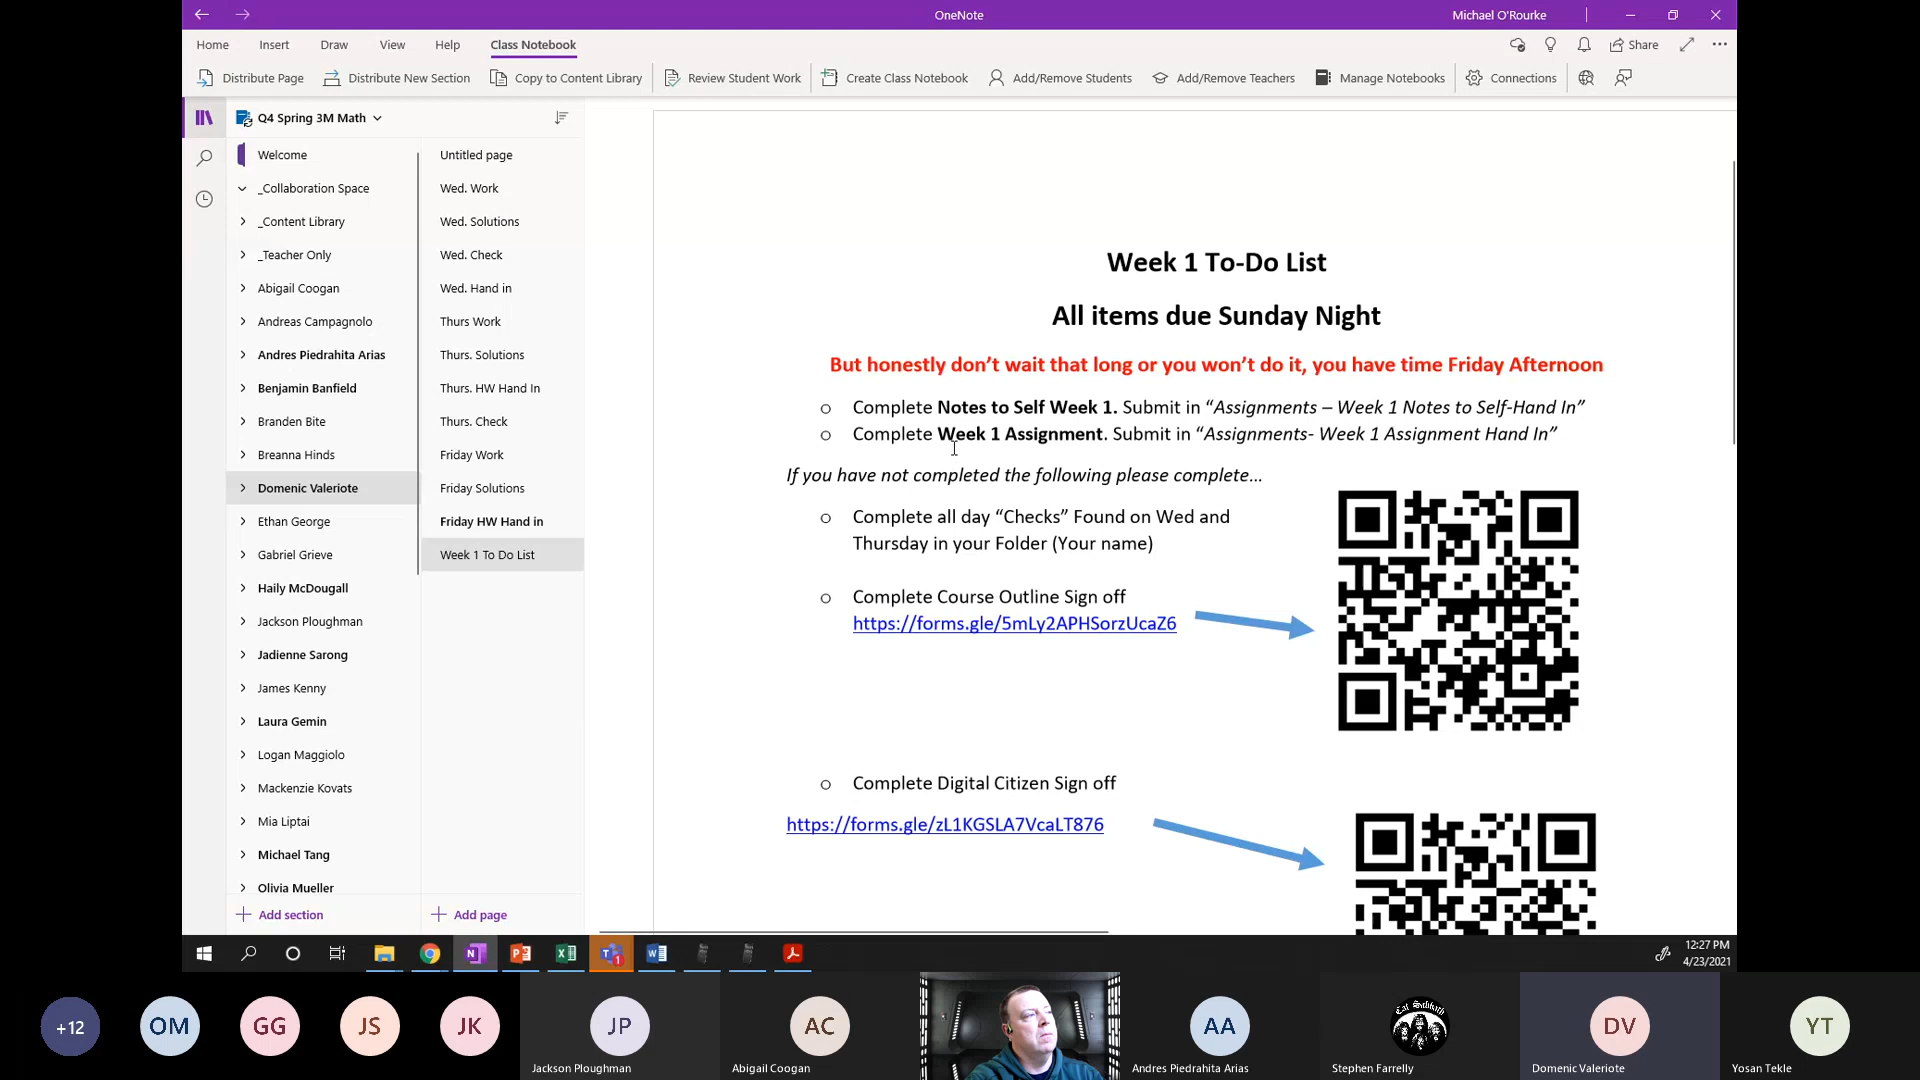 OneNote
Michael O'Rourke
Home Insert Draw View Help Class Notebook
Share
Distribute Page Distribute New Section Copy to Content Library Review Student Work Create Class Notebook Add/Remove Students Add/Remove Teachers Manage Notebooks Connections
Q4 Spring 3M Math
Welcome
_Collaboration Space
_Content Library
_Teacher Only
Abigail Coogan
Andreas Campagnolo
Andres Piedrahita Arias
Benjamin Banfield
Branden Bite
Breanna Hinds
Domenic Valeriote
Ethan George
Gabriel Grieve
Haily McDougall
Jackson Ploughman
Jadienne Sarong
James Kenny
Laura Gemin
Logan Maggiolo
Mackenzie Kovats
Mia Liptai
Michael Tang
Olivia Mueller
Add section
Untitled page
Wed. Work
Wed. Solutions
Wed. Check
Wed. Hand in
Thurs Work
Thurs. Solutions
Thurs. HW Hand In
Thurs. Check
Friday Work
Friday Solutions
Friday HW Hand in
Week 1 To Do List
Add page
Week 1 To-Do List
All items due Sunday Night
But honestly don’t wait that long or you won’t do it, you have time Friday Afternoon
o Complete Notes to Self Week 1. Submit in “Assignments – Week 1 Notes to Self-Hand In”
o Complete Week 1 Assignment. Submit in “Assignments- Week 1 Assignment Hand In”
If you have not completed the following please complete…
o Complete all day “Checks” Found on Wed and
Thursday in your Folder (Your name)
o Complete Course Outline Sign off
https://forms.gle/5mLy2APHSorzUcaZ6
o Complete Digital Citizen Sign off
https://forms.gle/zL1KGSLA7VcaLT876
12:27 PM
4/23/2021
+12 OM GG JS JK JP AC AA DV YT
Jackson Ploughman Abigail Coogan Andres Piedrahita Arias Stephen Farrelly Domenic Valeriote Yosan Tekle